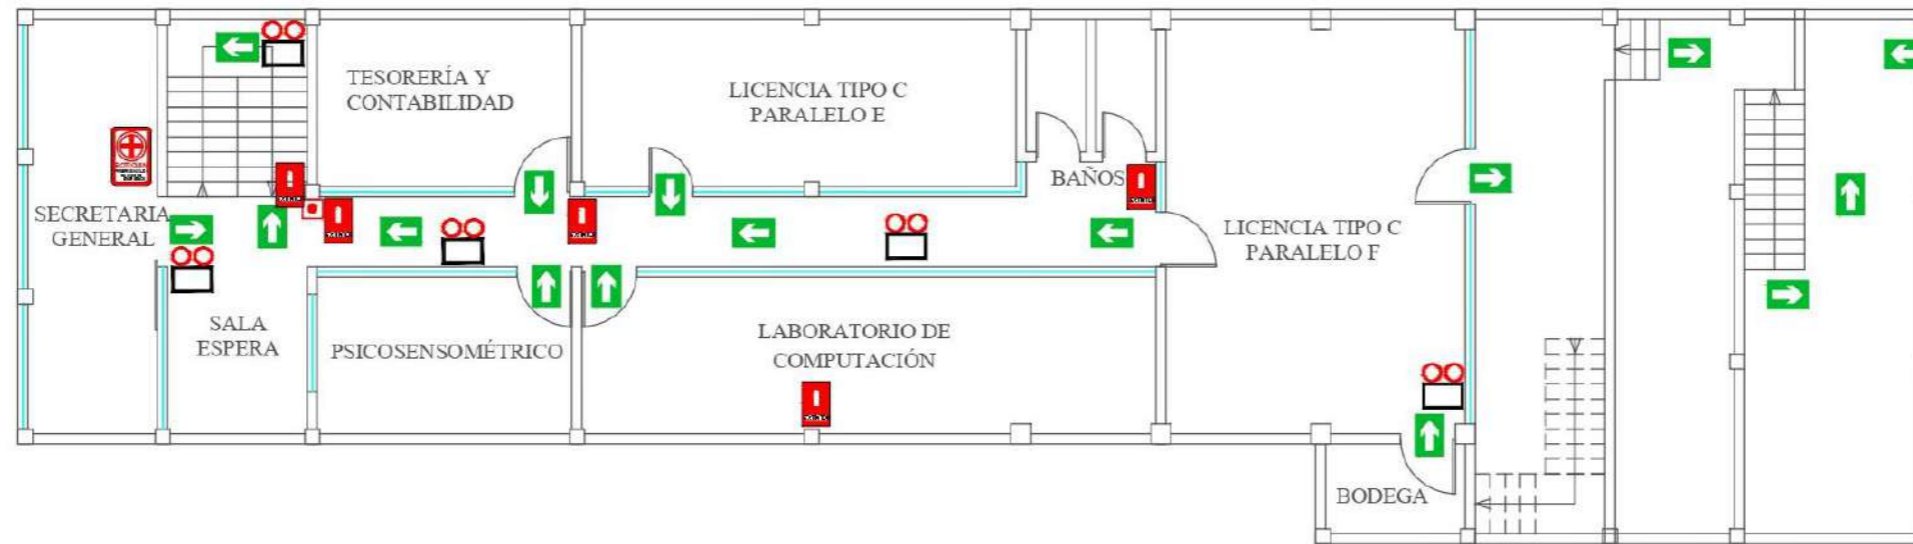 TESORERÍA Y
CONTABILIDAD
LICENCIA TIPO C
PARALELO E
BAÑOS
SECRETARIA
GENERAL
LICENCIA TIPO C
PARALELO F
SALA
ESPERA
PSICOSENSOMÉTRICO
LABORATORIO DE
COMPUTACIÓN
BODEGA